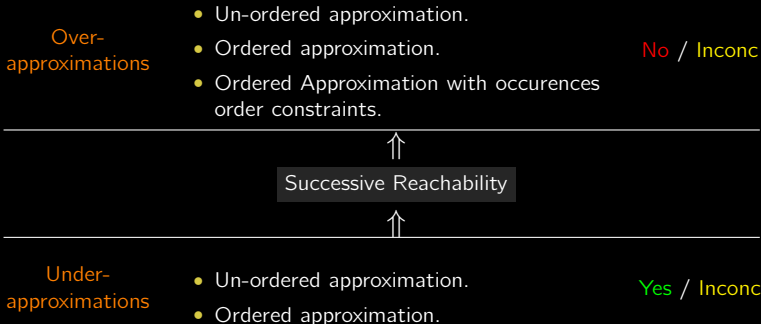 Over-
approximations
• Un-ordered approximation.
• Ordered approximation.
• Ordered Approximation with occurences
order constraints.
No / Inconc
⇑
Successive Reachability
⇑
Under-
approximations
• Un-ordered approximation.
• Ordered approximation.
Yes / Inconc